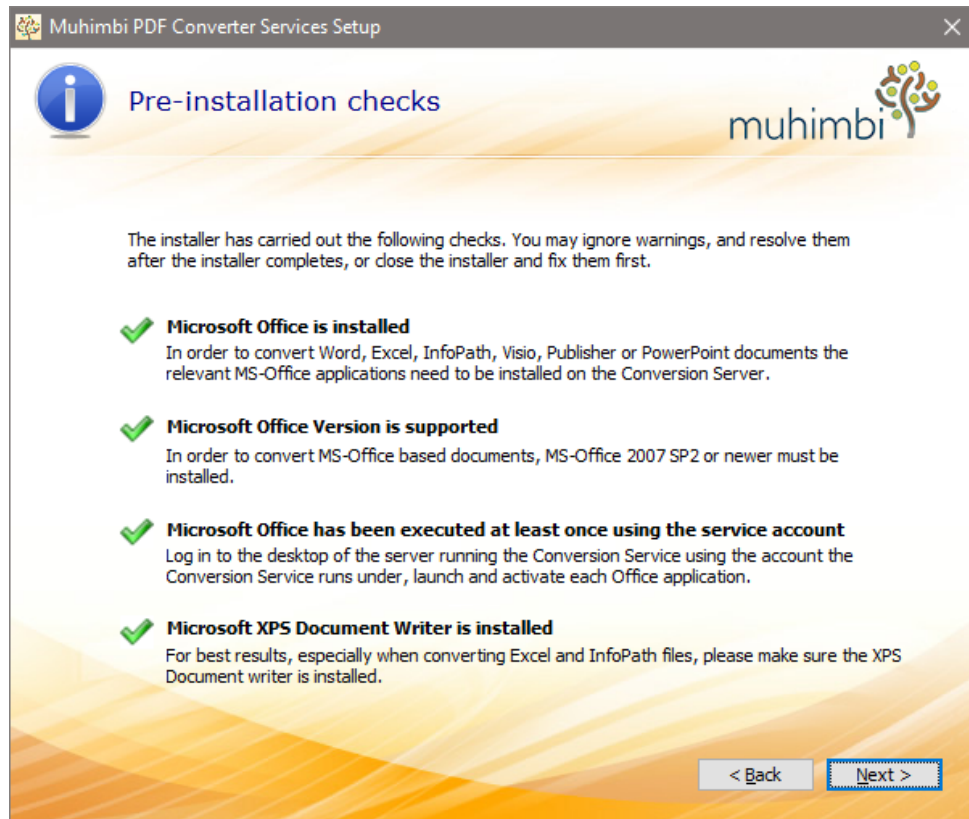 Muhimbi PDF Converter Services Setup
Pre-installation checks
muhimbi
The installer has carried out the following checks. You may ignore warnings, and resolve them
after the installer completes, or close the installer and fix them first.
Microsoft Office is installed
In order to convert Word, Excel, InfoPath, Visio, Publisher or PowerPoint documents the
relevant MS-Office applications need to be installed on the Conversion Server.
Microsoft Office Version is supported
In order to convert MS-Office based documents, MS-Office 2007 SP2 or newer must be
installed.
Microsoft Office has been executed at least once using the service account
Log in to the desktop of the server running the Conversion Service using the account the
Conversion Service runs under, launch and activate each Office application.
Microsoft XPS Document Writer is installed
For best results, especially when converting Excel and InfoPath files, please make sure the XPS
Document writer is installed.
< Back
Next >